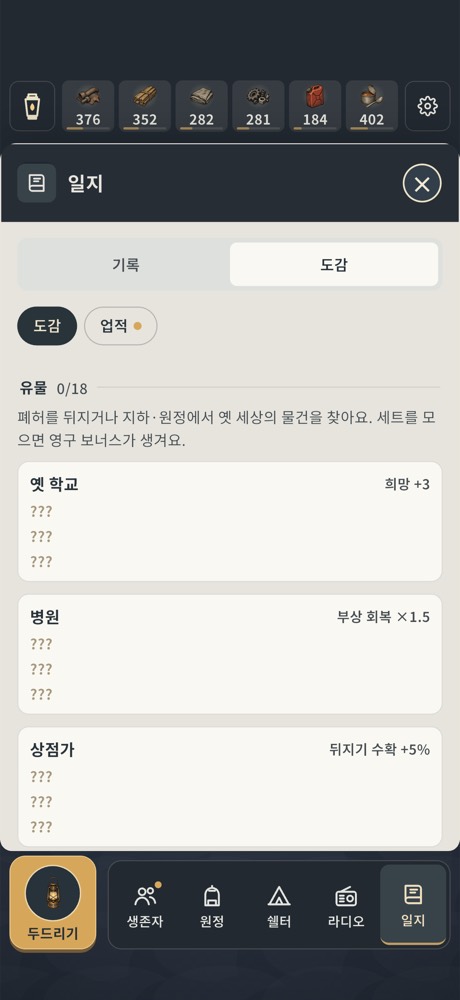 376 352 282 281 184 402
일지
기록 도감
도감 업적
유물 0/18
폐허를 뒤지거나 지하·원정에서 옛 세상의 물건을 찾아요. 세트를 모
으면 영구 보너스가 생겨요.
옛 학교 희망 +3
???
???
???
병원 부상 회복 ×1.5
???
???
???
상점가 뒤지기 수확 +5%
???
???
???
두드리기 생존자 원정 쉘터 라디오 일지